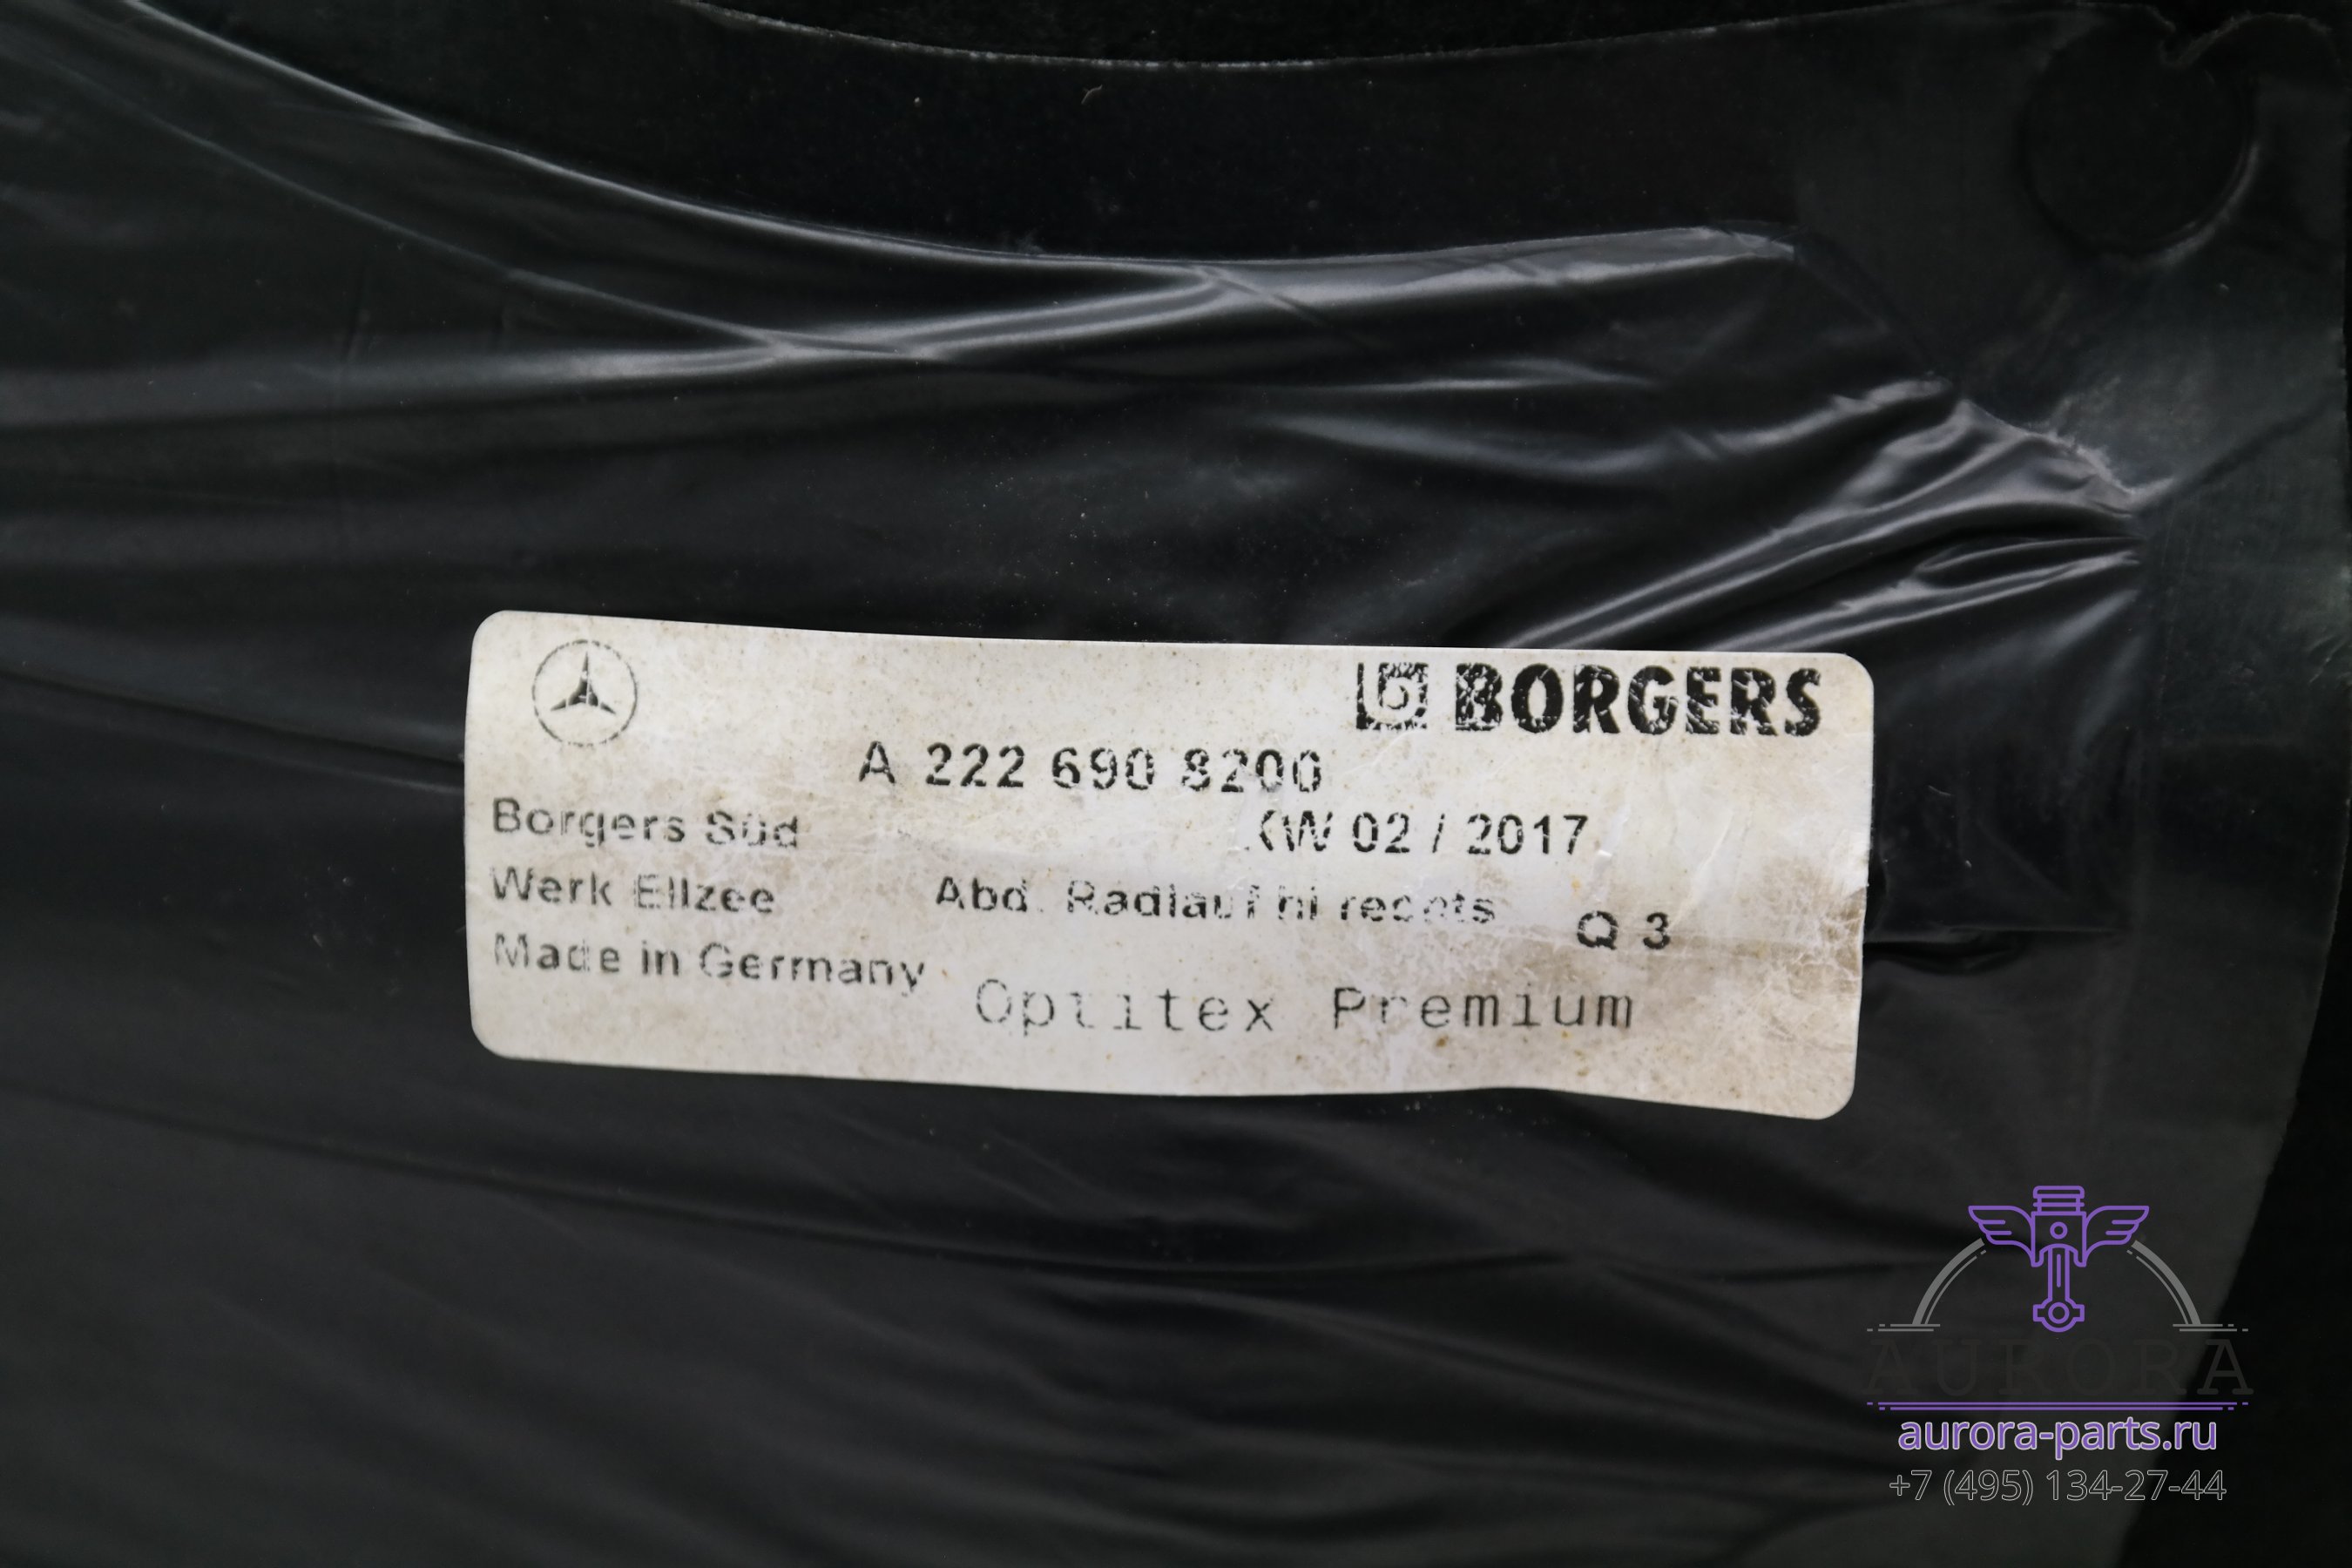 BORGERS
A 222 690 8200
Borgers Süd
KW 02 / 2017
Werk Ellzee
Abd. Radlauf hi rechts
Q 3
Made in Germany
Optitex Premium
AURORA
aurora-parts.ru
+7 (495) 134-27-44